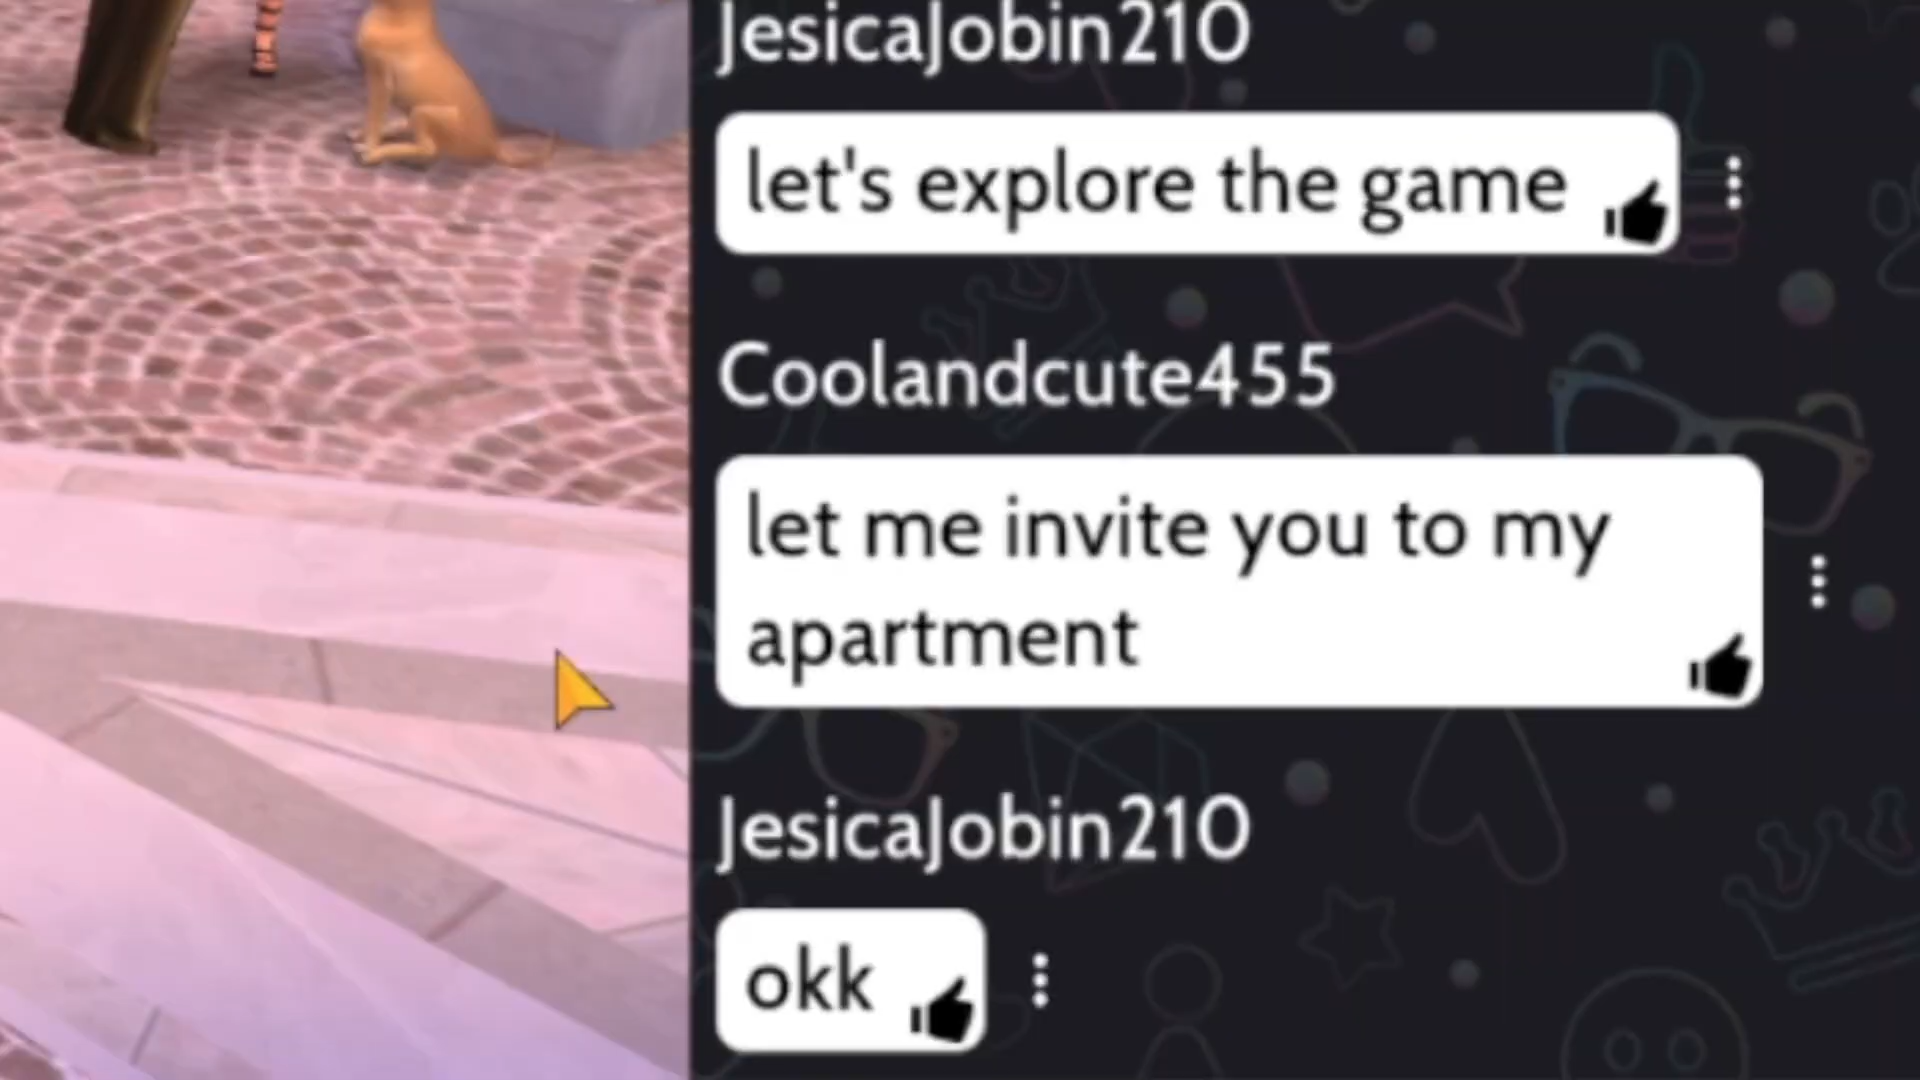 JesicaJobin210
let's explore the game
Coolandcute455
let me invite you to my
apartment
JesicaJobin210
okk